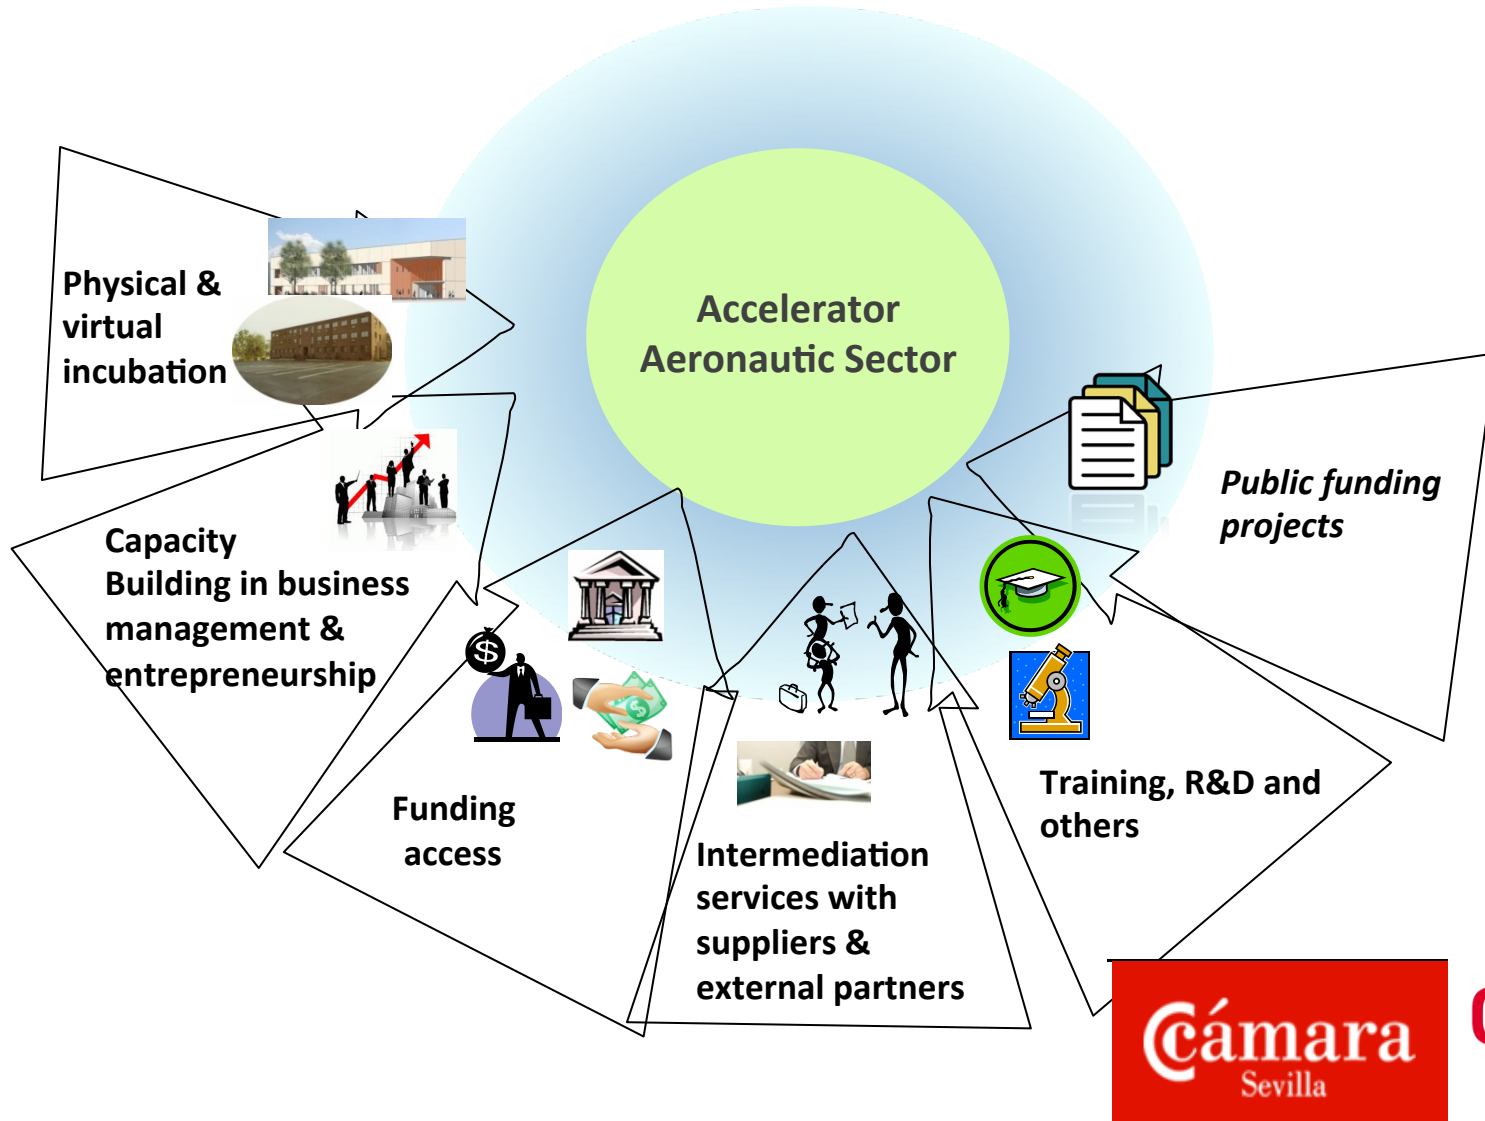 Accelerator
Aeronautic Sector
Physical &
virtual
incubation
Capacity
Building in business
management &
entrepreneurship
Funding
access
Intermediation
services with
suppliers &
external partners
Training, R&D and
others
Public funding
projects
$
$
cámara
Sevilla